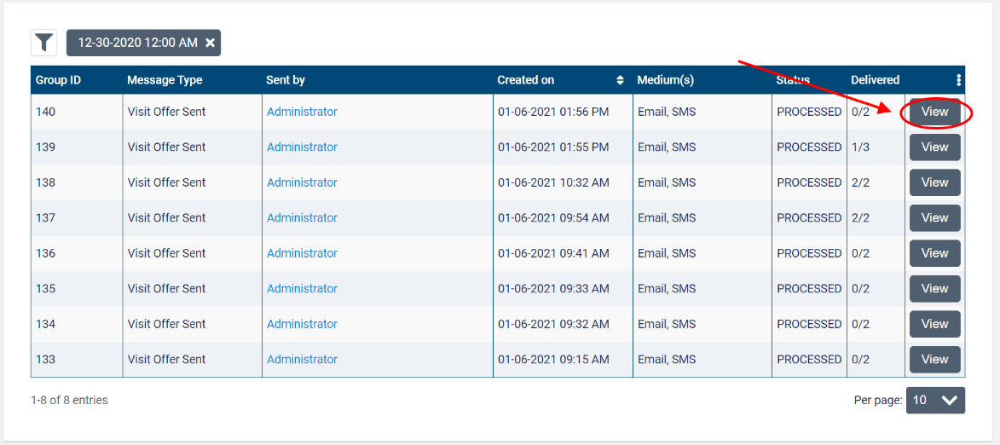 12-30-2020 12:00 AM ×
Group ID Message Type Sent by Created on Medium(s) Status Delivered
140 Visit Offer Sent Administrator 01-06-2021 01:56 PM Email, SMS PROCESSED 0/2 View
139 Visit Offer Sent Administrator 01-06-2021 01:55 PM Email, SMS PROCESSED 1/3 View
138 Visit Offer Sent Administrator 01-06-2021 10:32 AM Email, SMS PROCESSED 2/2 View
137 Visit Offer Sent Administrator 01-06-2021 09:54 AM Email, SMS PROCESSED 2/2 View
136 Visit Offer Sent Administrator 01-06-2021 09:41 AM Email, SMS PROCESSED 0/2 View
135 Visit Offer Sent Administrator 01-06-2021 09:33 AM Email, SMS PROCESSED 0/2 View
134 Visit Offer Sent Administrator 01-06-2021 09:32 AM Email, SMS PROCESSED 0/2 View
133 Visit Offer Sent Administrator 01-06-2021 09:15 AM Email, SMS PROCESSED 0/2 View
1-8 of 8 entries Per page: 10